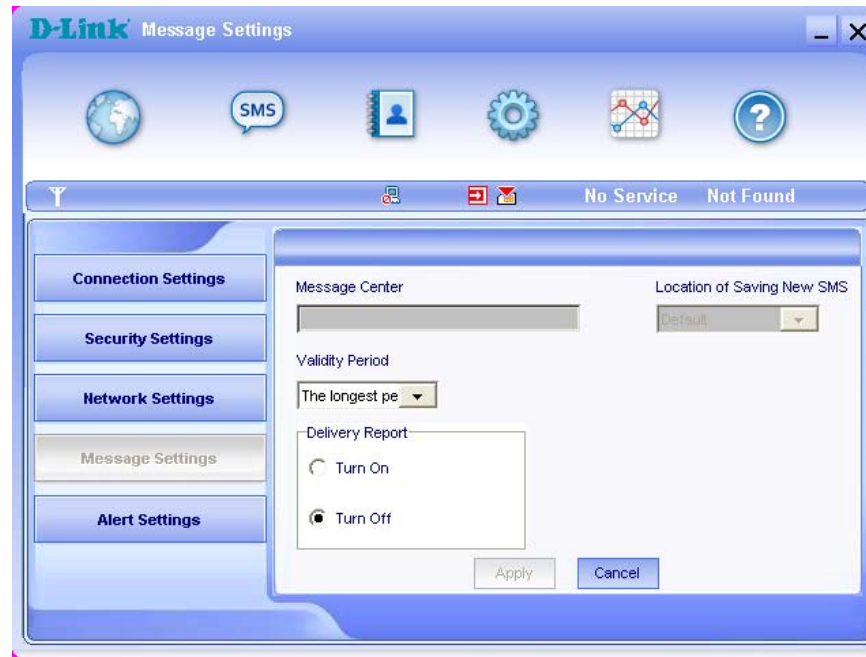 D-Link Message Settings
SMS
?
No Service Not Found
Connection Settings
Security Settings
Network Settings
Message Settings
Alert Settings
Message Center
Location of Saving New SMS
Default
Validity Period
The longest pe
Delivery Report
Turn On
Turn Off
Apply
Cancel